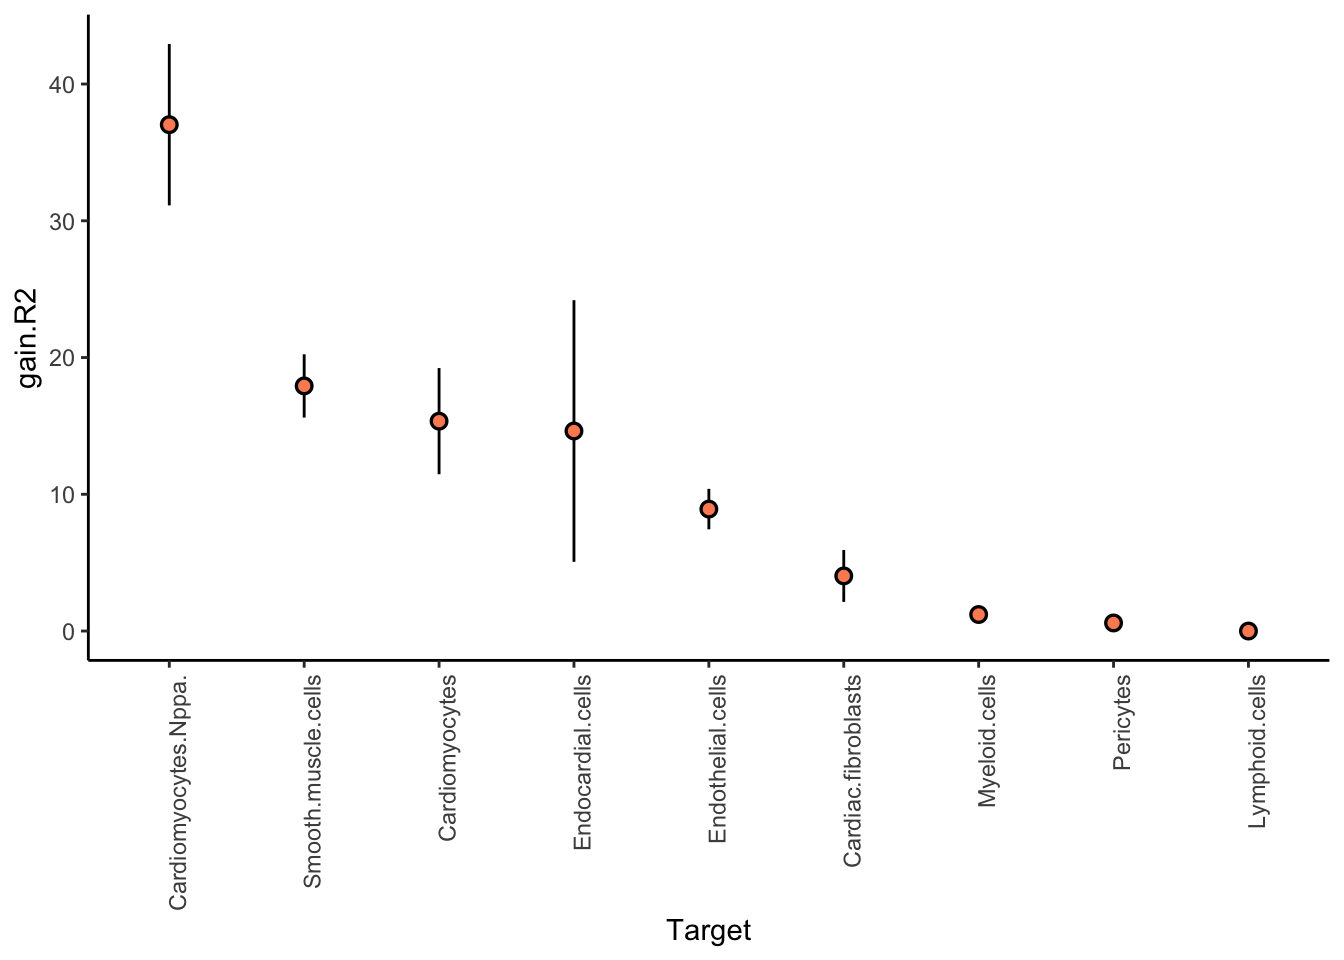 gain.R2
40
30
20
10
0
Cardiomyocytes.Nppa.
Smooth.muscle.cells
Cardiomyocytes
Endocardial.cells
Endothelial.cells
Cardiac.fibroblasts
Myeloid.cells
Pericytes
Lymphoid.cells
Target